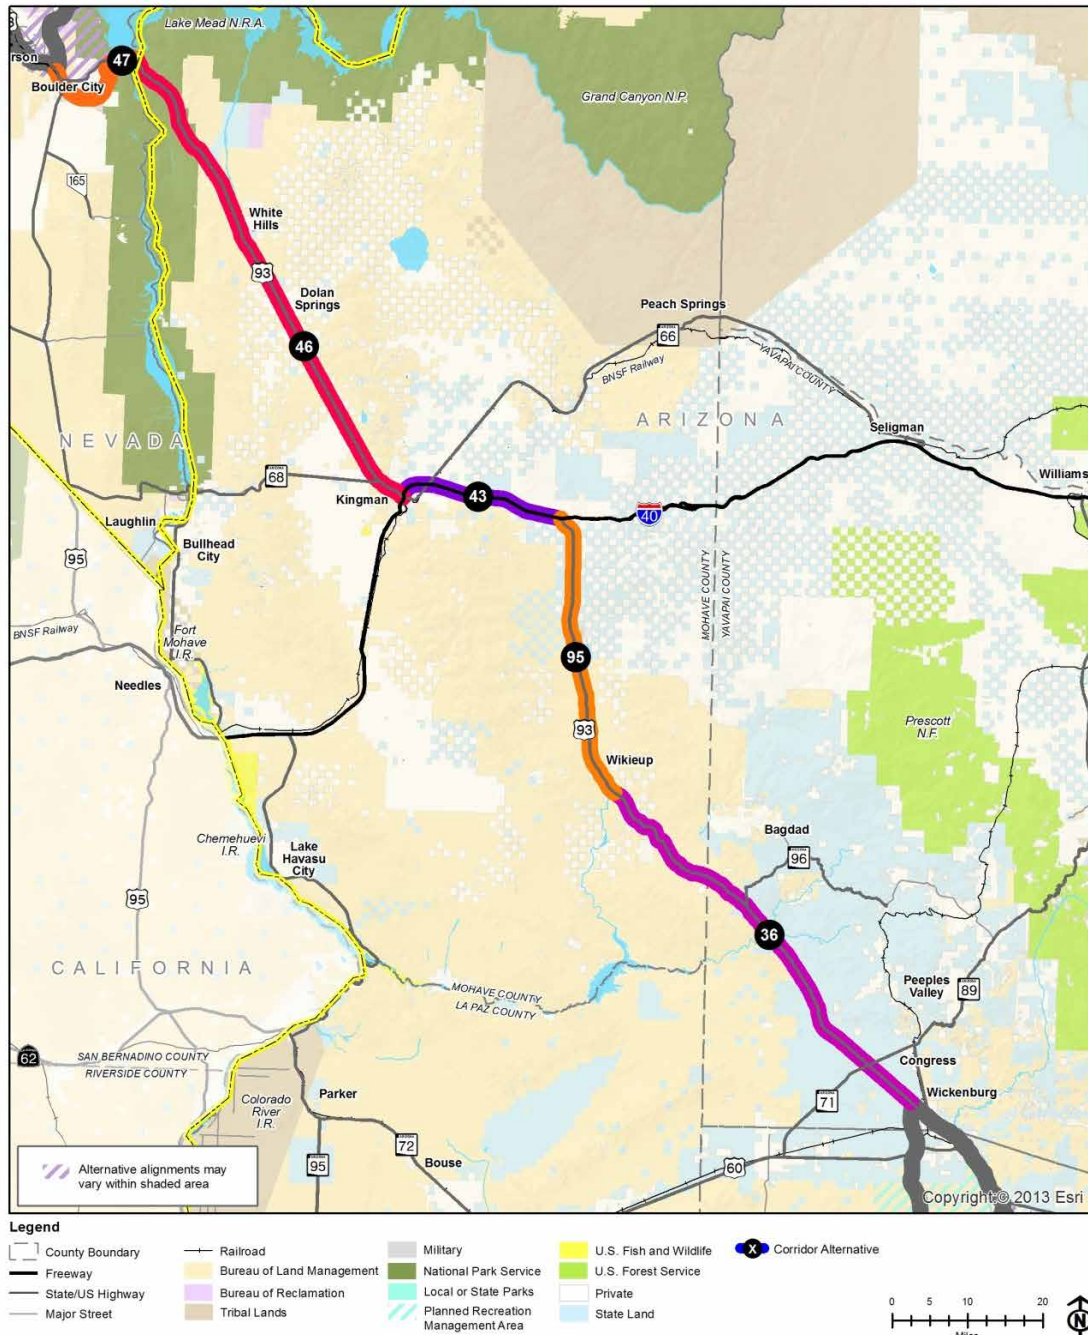 Lake Mead N.R.A.
rson
47
Boulder City
Grand Canyon N.P.
165
White
Hills
93
Dolan
Springs
46
Peach Springs
66
BNSF Railway
YAVAPAI COUNTY
NEVADA
ARIZONA
Seligman
68
Kingman
43
Williams
40
Laughlin
Bullhead
City
95
MOHAVE COUNTY
YAVAPAI COUNTY
BNSF Railway
Fort
Mohave
I.R.
95
Needles
93
Prescott
N.F.
Wikieup
Bagdad
96
Chemehuevi
I.R.
Lake
Havasu
City
95
36
CALIFORNIA
MOHAVE COUNTY
LA PAZ COUNTY
Peeples
Valley
89
62
SAN BERNADINO COUNTY
RIVERSIDE COUNTY
Congress
Wickenburg
Parker
71
Colorado
River
I.R.
72
95
Bouse
60
Alternative alignments may
vary within shaded area
Copyright:© 2013 Esri
Legend
County Boundary
Freeway
State/US Highway
Major Street
Railroad
Bureau of Land Management
Bureau of Reclamation
Tribal Lands
Military
National Park Service
Local or State Parks
Planned Recreation
Management Area
U.S. Fish and Wildlife
U.S. Forest Service
Private
State Land
X Corridor Alternative
0 5 10 20
Miles
N